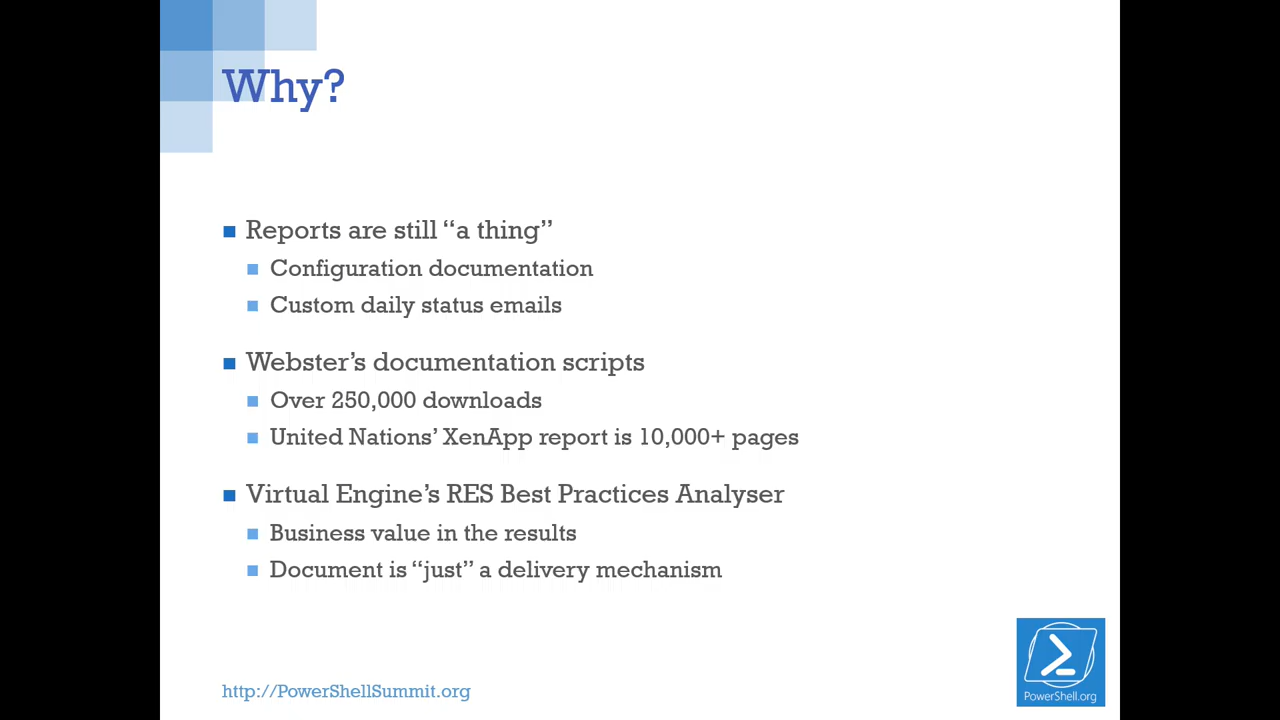 Why?
Reports are still “a thing”
Configuration documentation
Custom daily status emails
Webster’s documentation scripts
Over 250,000 downloads
United Nations’ XenApp report is 10,000+ pages
Virtual Engine’s RES Best Practices Analyser
Business value in the results
Document is “just” a delivery mechanism
http://PowerShellSummit.org
PowerShell.org